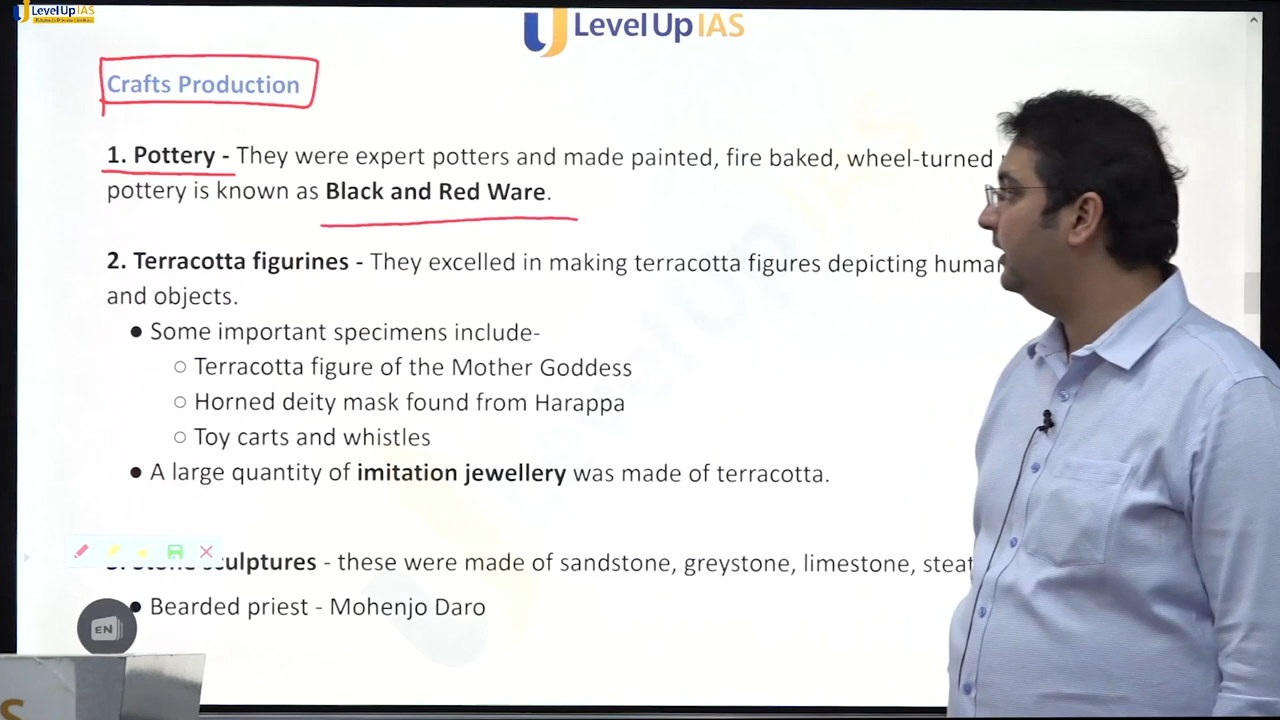 Level Up IAS
Level Up IAS
Crafts Production
1. Pottery - They were expert potters and made painted, fire baked, wheel-turned
pottery is known as Black and Red Ware.
2. Terracotta figurines - They excelled in making terracotta figures depicting human
and objects.
● Some important specimens include-
○ Terracotta figure of the Mother Goddess
○ Horned deity mask found from Harappa
○ Toy carts and whistles
● A large quantity of imitation jewellery was made of terracotta.
sculptures - these were made of sandstone, greystone, limestone, steat
● Bearded priest - Mohenjo Daro
EN
S